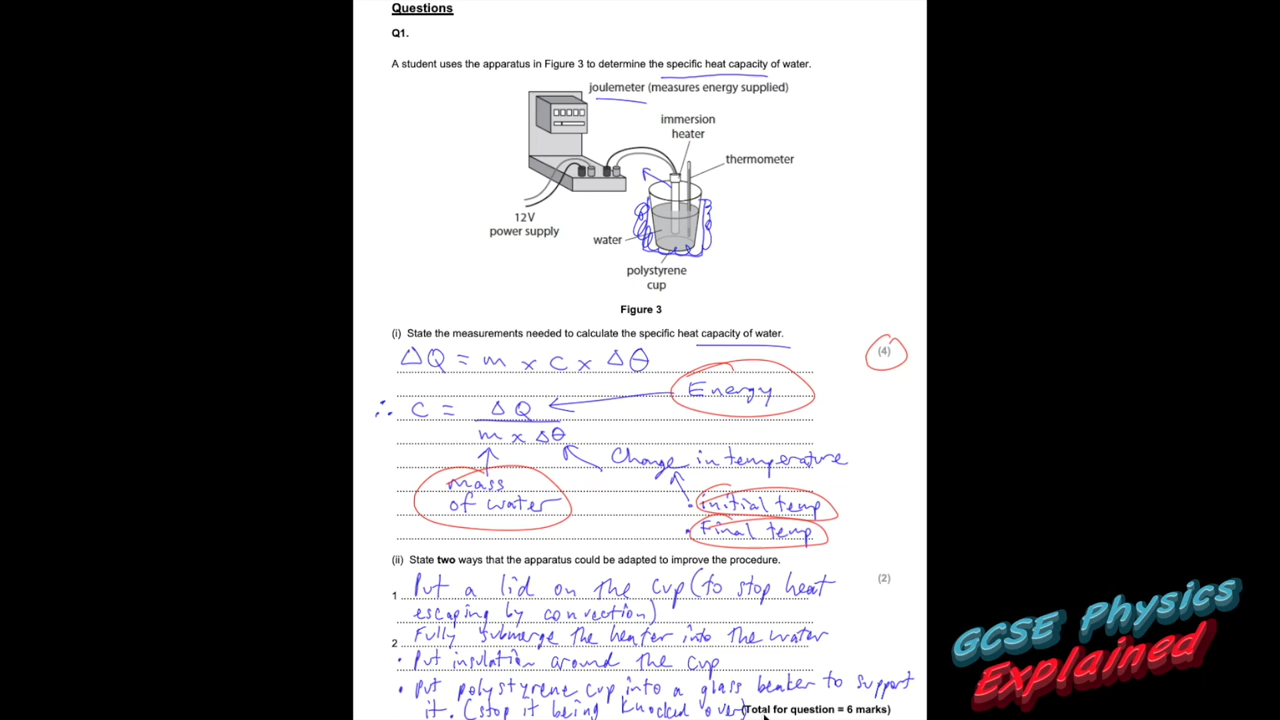 Questions
Q1.
A student uses the apparatus in Figure 3 to determine the specific heat capacity of water.
joulemeter (measures energy supplied)
immersion
heater
thermometer
12V
power supply
water
polystyrene
cup
Figure 3
(i) State the measurements needed to calculate the specific heat capacity of water.
(4)
ΔQ = m x c x Δθ
Energy
∴ C = ΔQ
m x Δθ
Change in temperature
mass
of water
• initial temp
• Final temp
(ii) State two ways that the apparatus could be adapted to improve the procedure.
(2)
1 Put a lid on the cup (to stop heat
escaping by convection)
2 Fully submerge the heater into the water
• Put insulation around the cup
• Put polystyrene cup into a glass beaker to support
it. (stop it being knocked over)
(Total for question = 6 marks)
GCSE Physics
Explained